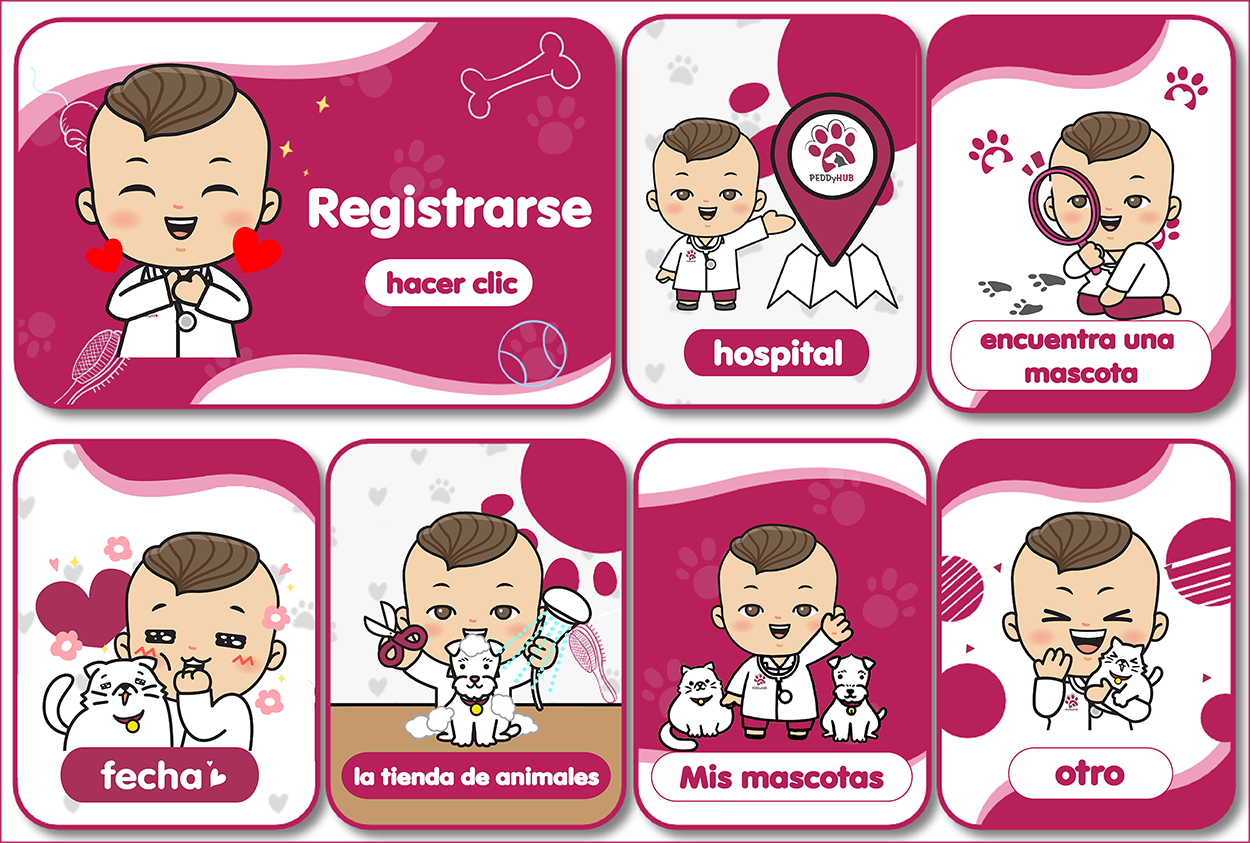 Registrarse
hacer clic
PEDDyHUB
hospital
encuentra una
mascota
fecha
la tienda de animales
Mis mascotas
otro